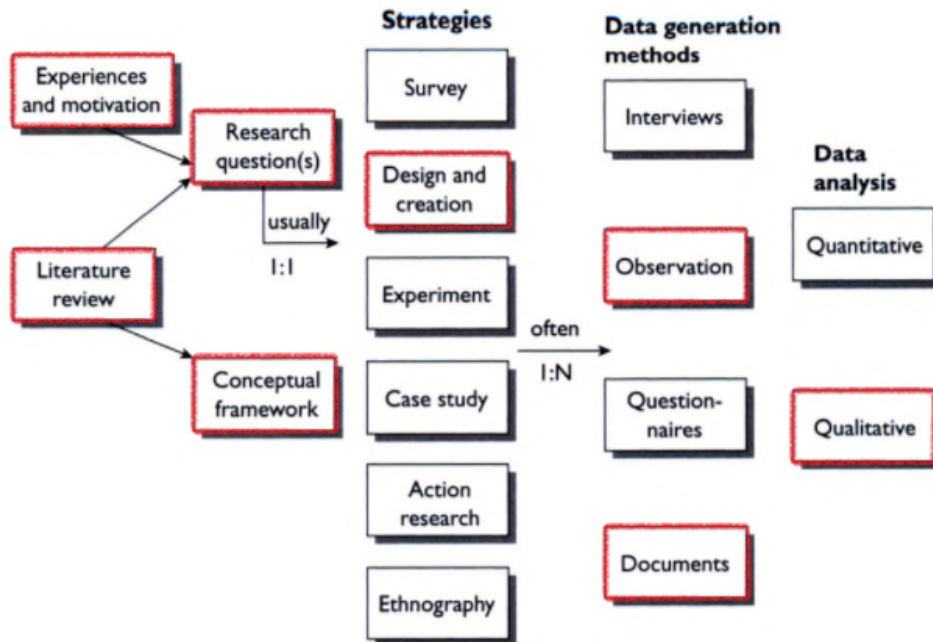 Strategies
Data generation
methods
Experiences
and motivation
Survey
Interviews
Research
question(s)
Data
analysis
Design and
creation
usually
1:1
Literature
review
Observation
Quantitative
Experiment
often
1:N
Conceptual
framework
Case study
Question-
naires
Qualitative
Action
research
Documents
Ethnography